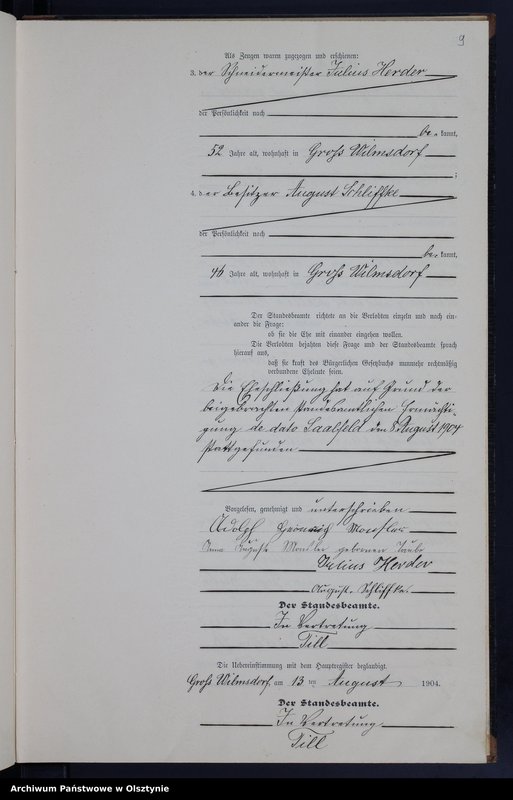 9
Als Zeugen waren zugezogen und erschienen:
3. der Schneidermeister Julius Herder
der Persönlichkeit nach
be- kannt,
52 Jahre alt, wohnhaft in Gross Wilmsdorf
;
4. der Besitzer August Schliffke
der Persönlichkeit nach
be- kannt,
46 Jahre alt, wohnhaft in Gross Wilmsdorf
Der Standesbeamte richtete an die Verlobten einzeln und nach ein-
ander die Frage:
ob sie die Ehe mit einander eingehen wollen.
Die Verlobten bejahten diese Frage und der Standesbeamte sprach
hierauf aus,
daß sie kraft des Bürgerlichen Gesetzbuchs nunmehr rechtmäßig
verbundene Eheleute seien.
Die Eheschließung hat auf Grund der
beigebrachten standesamtlichen Ermächti-
gung de dato Saalfeld den 8 August 1904
stattgefunden.
Vorgelesen, genehmigt und unterschrieben
Adolf
Auguste geborenen Taube
Julius Herder
August Schliffke.
Der Standesbeamte.
In Vertretung
Till
Die Uebereinstimmung mit dem Hauptregister beglaubigt.
Gross Wilmsdorf, am 13 ten August 1904.
Der Standesbeamte.
In Vertretung.
Till
Archiwum Państwowe w Olsztynie